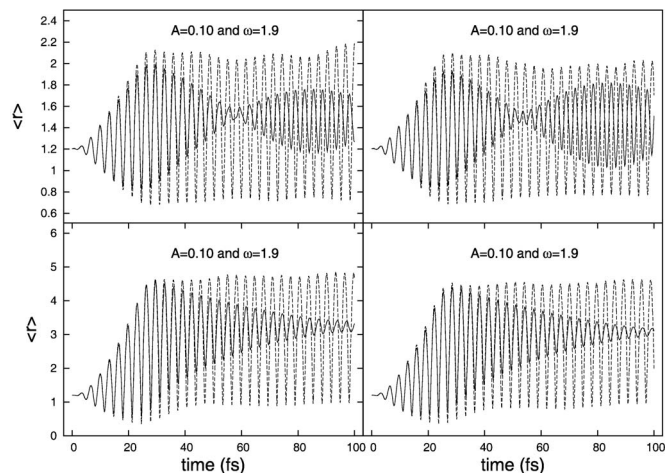 A=0.10 and ω=1.9
A=0.10 and ω=1.9
2.4
2.2
2
1.8
1.6
1.4
1.2
1
0.8
0.6
<r>
A=0.10 and ω=1.9
A=0.10 and ω=1.9
6
5
4
3
2
1
0
<r>
0 20 40 60 80 100 0 20 40 60 80 100
time (fs) time (fs)